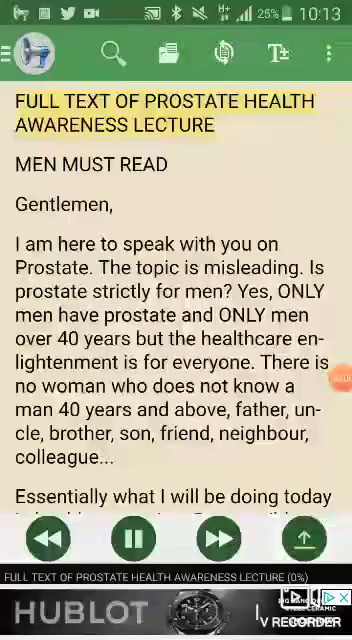 H+
25%
10:13
T±
FULL TEXT OF PROSTATE HEALTH
AWARENESS LECTURE
MEN MUST READ
Gentlemen,
I am here to speak with you on
Prostate. The topic is misleading. Is
prostate strictly for men? Yes, ONLY
men have prostate and ONLY men
over 40 years but the healthcare en-
lightenment is for everyone. There is
no woman who does not know a
man 40 years and above, father, un-
cle, brother, son, friend, neighbour,
colleague...
Essentially what I will be doing today
FULL TEXT OF PROSTATE HEALTH AWARENESS LECTURE (0%)
HUBLOT
V RECORDER